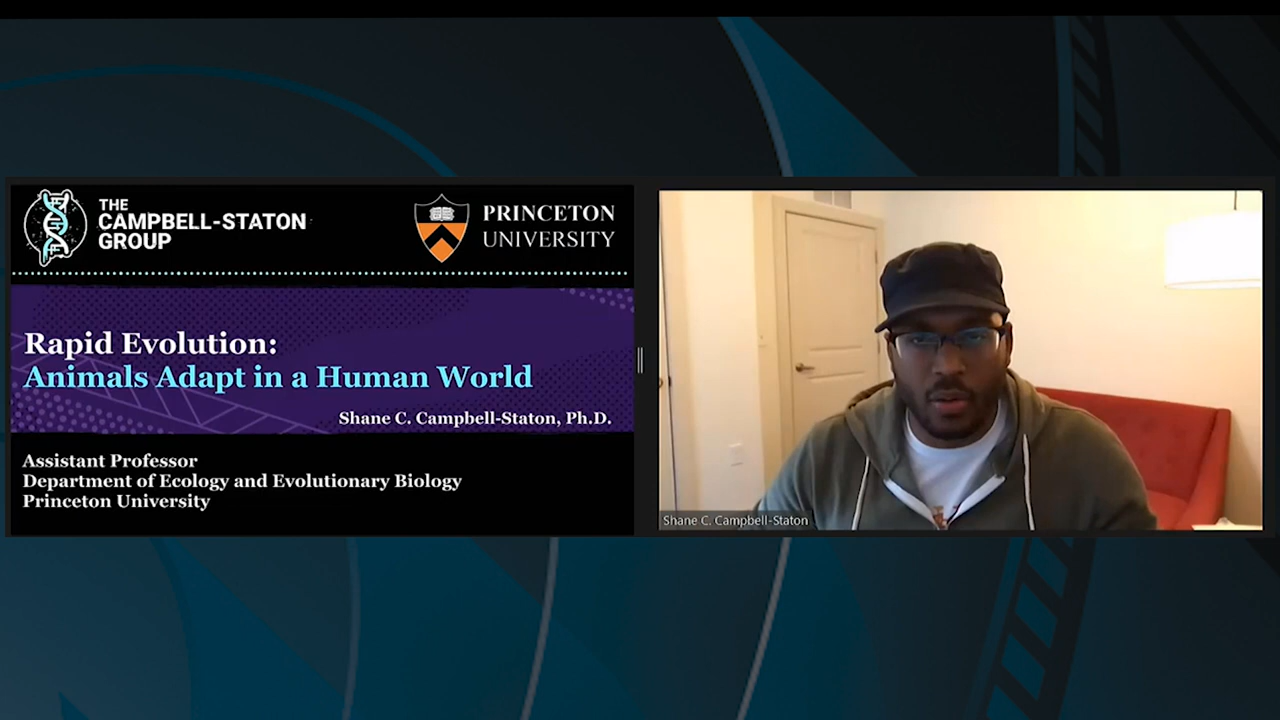 THE
CAMPBELL-STATON
GROUP
PRINCETON
UNIVERSITY
Rapid Evolution:
Animals Adapt in a Human World
Shane C. Campbell-Staton, Ph.D.
Assistant Professor
Department of Ecology and Evolutionary Biology
Princeton University
Shane C. Campbell-Staton